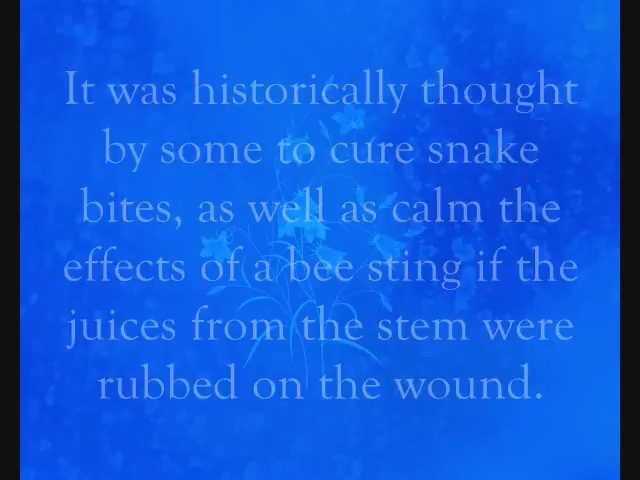 It was historically thought
by some to cure snake
bites, as well as calm the
effects of a bee sting if the
juices from the stem were
rubbed on the wound.